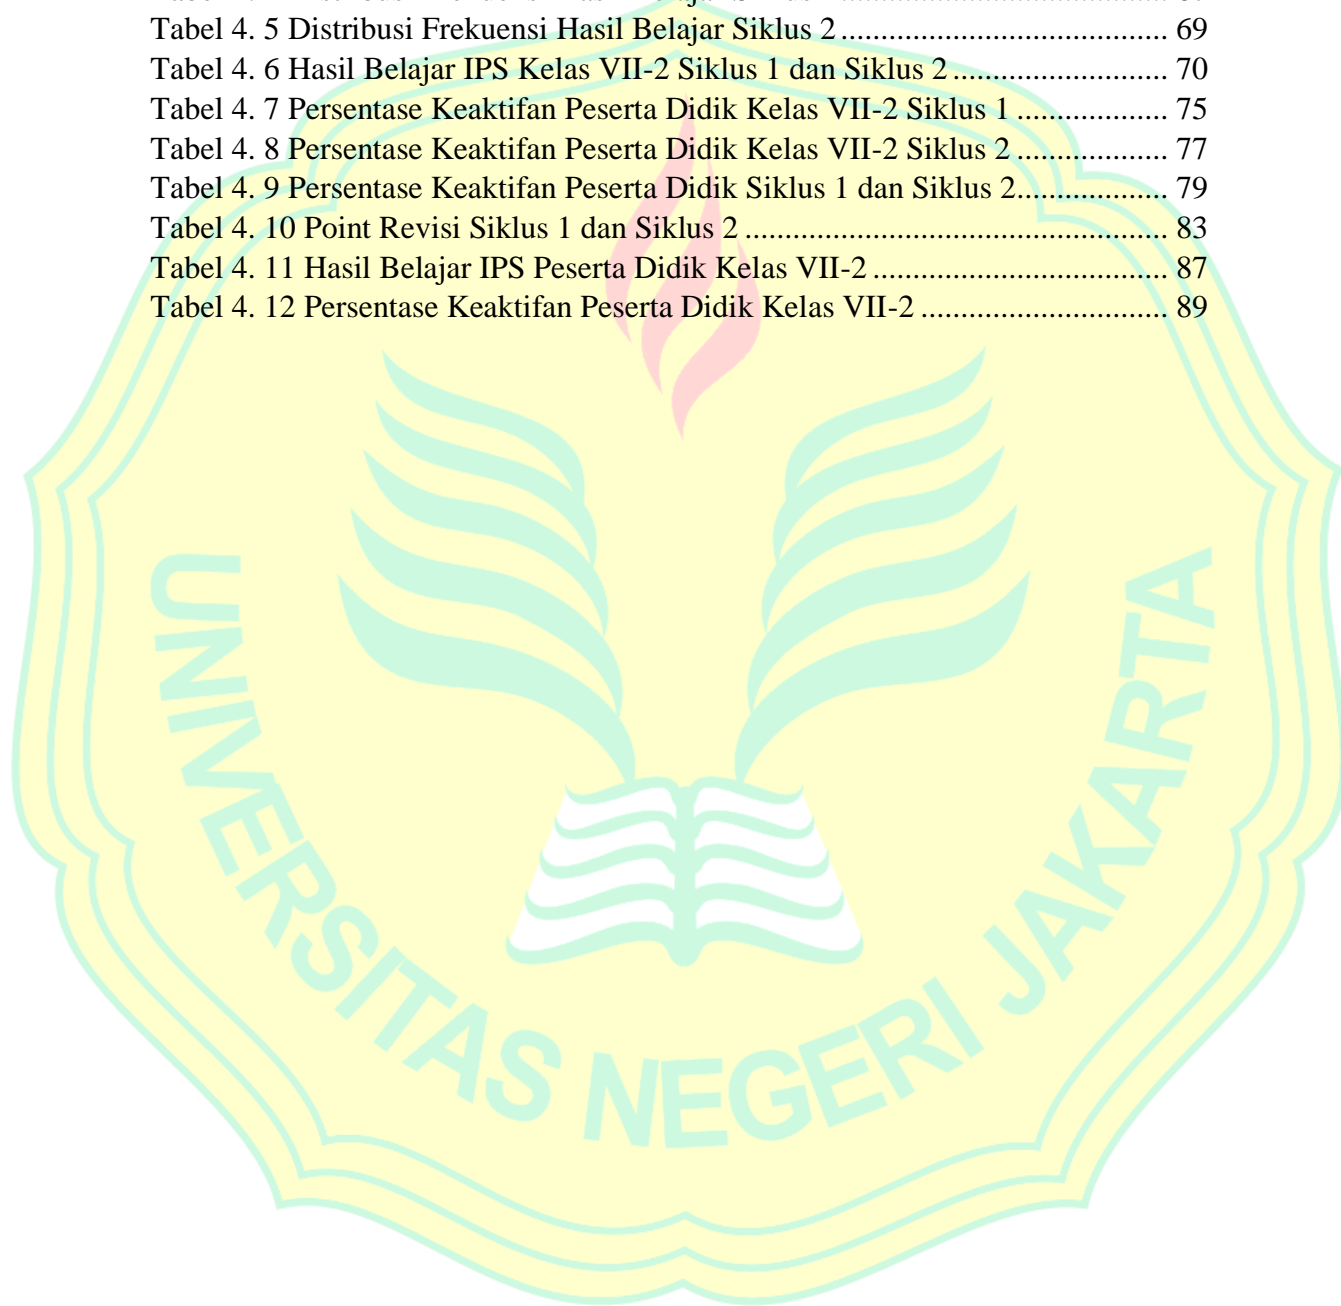 Tabel 4. 5 Distribusi Frekuensi Hasil Belajar Siklus 2 ................................... 69
Tabel 4. 6 Hasil Belajar IPS Kelas VII-2 Siklus 1 dan Siklus 2 ....................... 70
Tabel 4. 7 Persentase Keaktifan Peserta Didik Kelas VII-2 Siklus 1 ................ 75
Tabel 4. 8 Persentase Keaktifan Peserta Didik Kelas VII-2 Siklus 2 ................ 77
Tabel 4. 9 Persentase Keaktifan Peserta Didik Siklus 1 dan Siklus 2................ 79
Tabel 4. 10 Point Revisi Siklus 1 dan Siklus 2 ............................................. 83
Tabel 4. 11 Hasil Belajar IPS Peserta Didik Kelas VII-2 ............................... 87
Tabel 4. 12 Persentase Keaktifan Peserta Didik Kelas VII-2 .......................... 89
UNIVERSITAS NEGERI JAKARTA